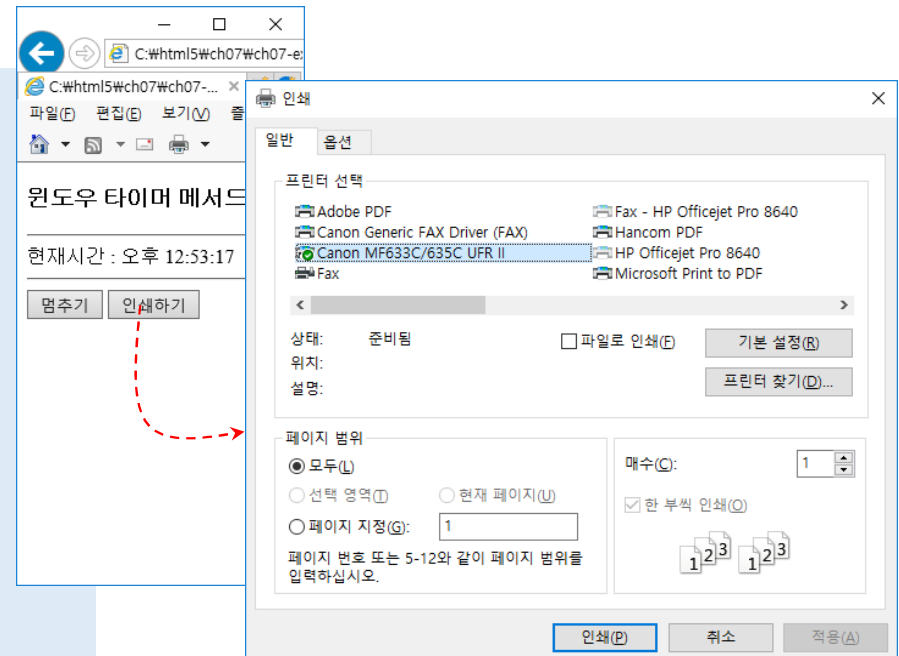 C:₩html5₩ch07₩ch07-e
C:₩html5₩ch07₩ch07-...
파일(F) 편집(E) 보기(V) 즐
윈도우 타이머 메서드
현재시간 : 오후 12:53:17
멈추기 인쇄하기
인쇄
일반 옵션
프린터 선택
Adobe PDF Fax - HP Officejet Pro 8640
Canon Generic FAX Driver (FAX) Hancom PDF
Canon MF633C/635C UFR II HP Officejet Pro 8640
Fax Microsoft Print to PDF
상태: 준비됨 파일로 인쇄(F) 기본 설정(R)
위치:
설명: 프린터 찾기(D)...
페이지 범위
모두(L)
선택 영역(T) 현재 페이지(U)
페이지 지정(G): 1
페이지 번호 또는 5-12와 같이 페이지 범위를
입력하십시오.
매수(C): 1
한 부씩 인쇄(O)
1 2 3 1 2 3
인쇄(P) 취소 적용(A)